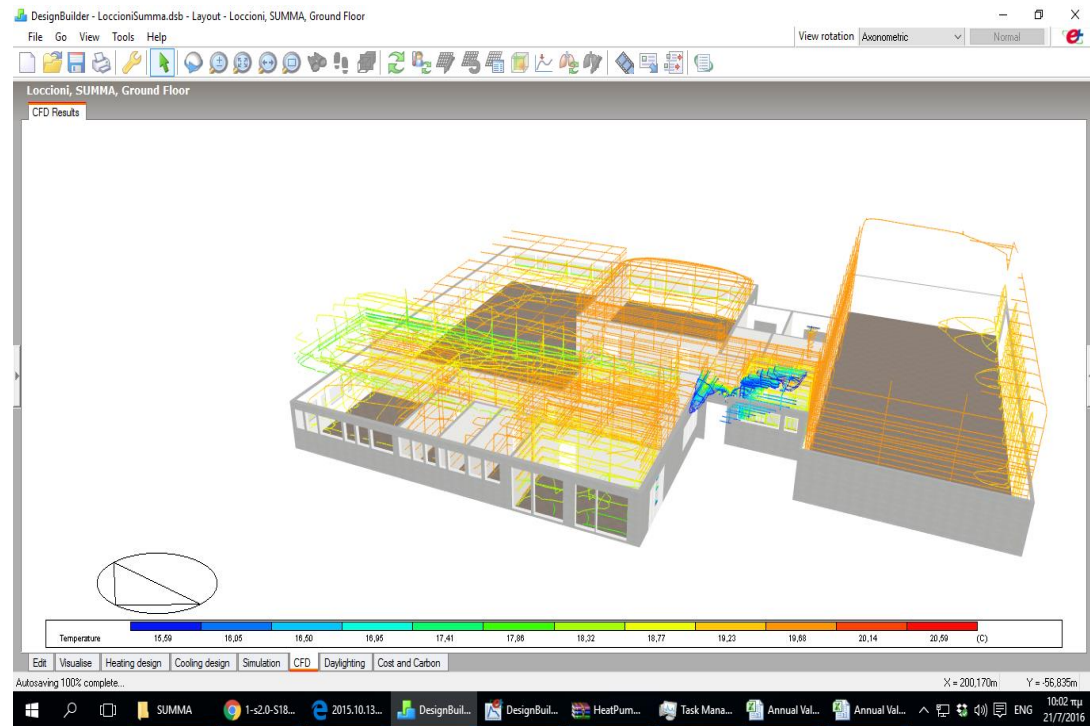 DesignBuilder - LoccioniSumma.dsb - Layout - Loccioni, SUMMA, Ground Floor
File Go View Tools Help
View rotation Axonometric Normal
Loccioni, SUMMA, Ground Floor
CFD Results
Temperature 15,59 16,05 16,50 16,95 17,41 17,86 18,32 18,77 19,23 19,68 20,14 20,59 (C)
Edit Visualise Heating design Cooling design Simulation CFD Daylighting Cost and Carbon
Autosaving 100% complete... X = 200,170m Y = -56,835m
SUMMA 1-s2.0-S18... 2015.10.13... DesignBuil... DesignBuil... HeatPum... Task Mana... Annual Val... Annual Val... ENG 10:02 πμ
21/7/2016